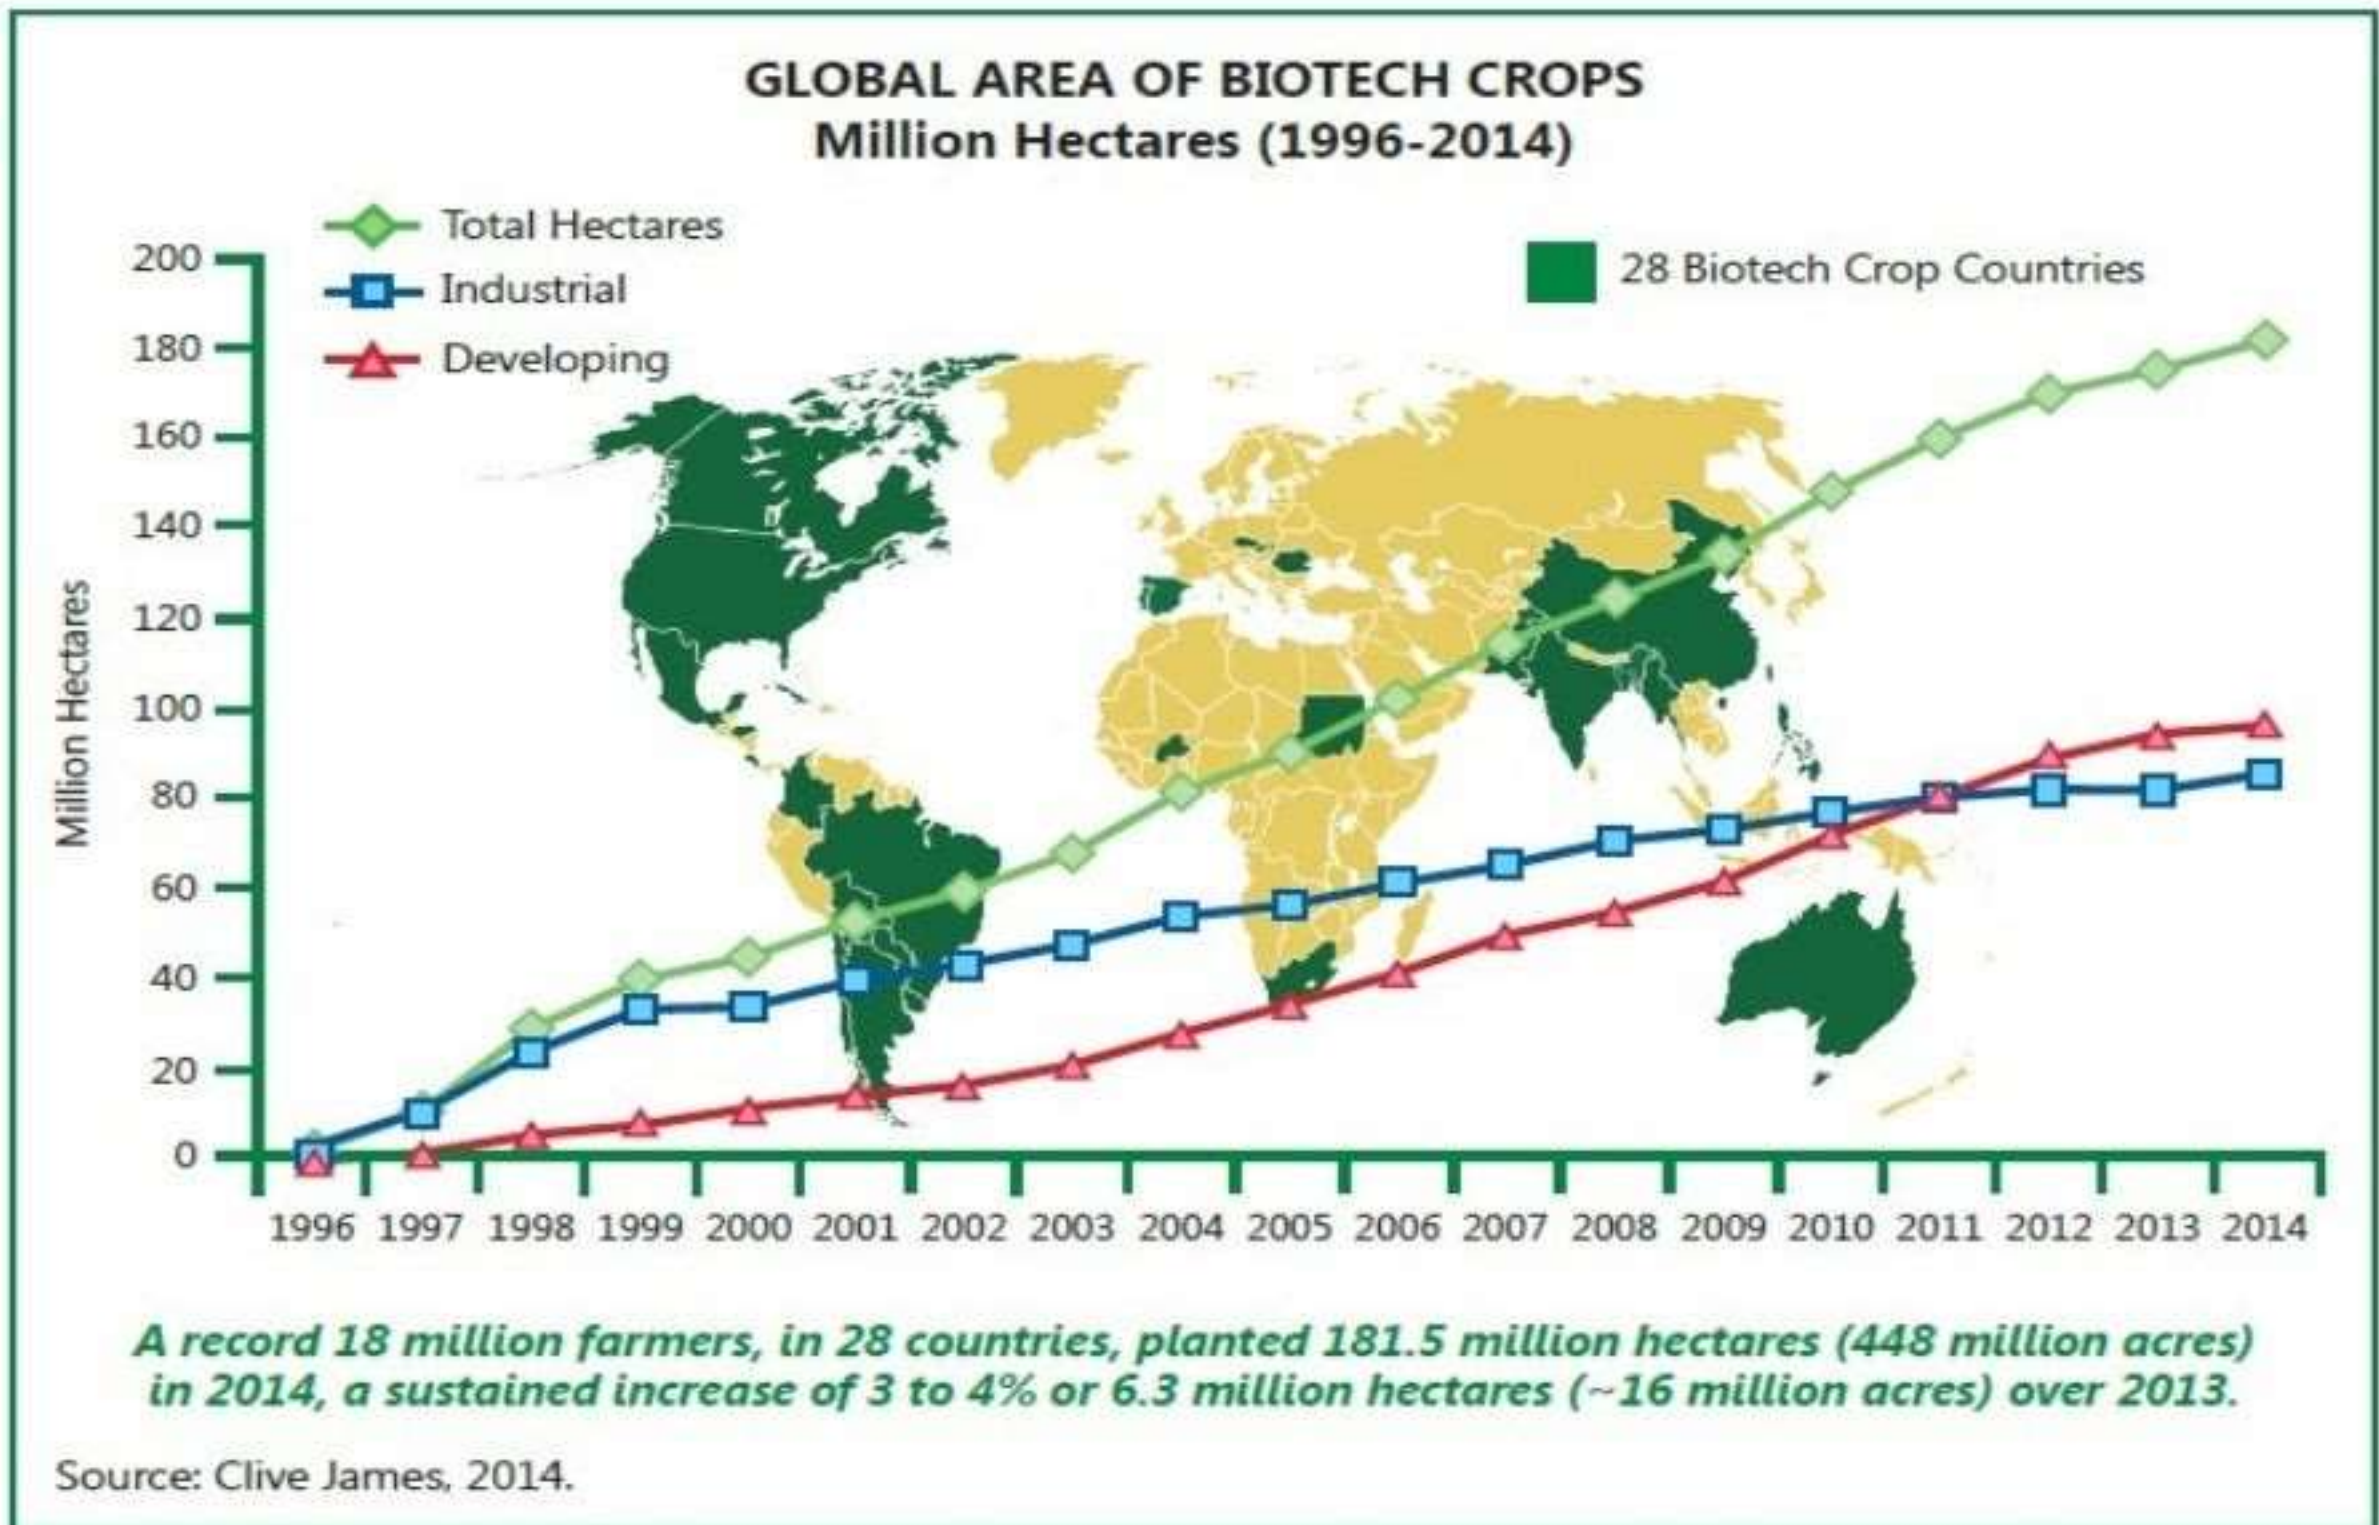 GLOBAL AREA OF BIOTECH CROPS
Million Hectares (1996-2014)
Total Hectares
Industrial
Developing
28 Biotech Crop Countries
Million Hectares
200
180
160
140
120
100
80
60
40
20
0
1996 1997 1998 1999 2000 2001 2002 2003 2004 2005 2006 2007 2008 2009 2010 2011 2012 2013 2014
A record 18 million farmers, in 28 countries, planted 181.5 million hectares (448 million acres)
in 2014, a sustained increase of 3 to 4% or 6.3 million hectares (~16 million acres) over 2013.
Source: Clive James, 2014.